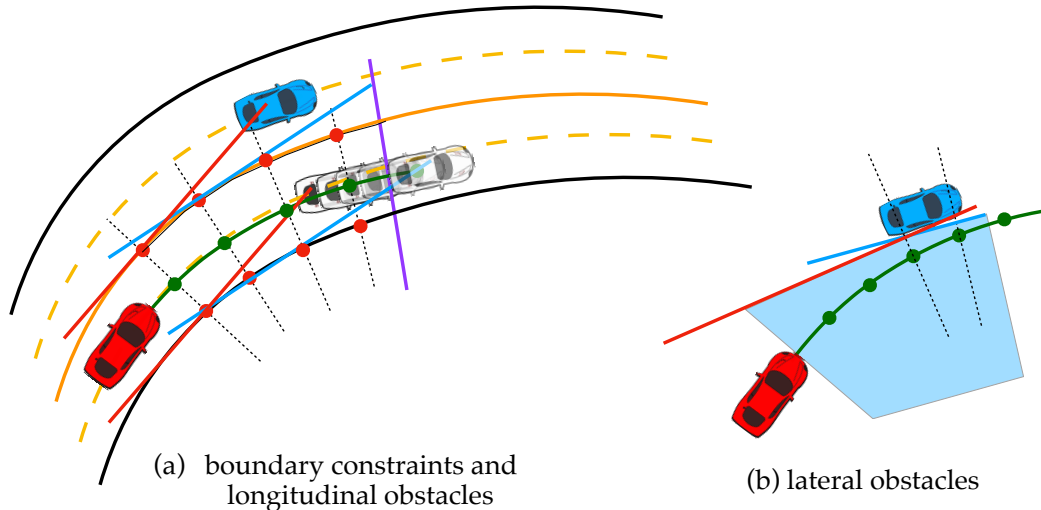 (a) boundary constraints and
longitudinal obstacles
(b) lateral obstacles